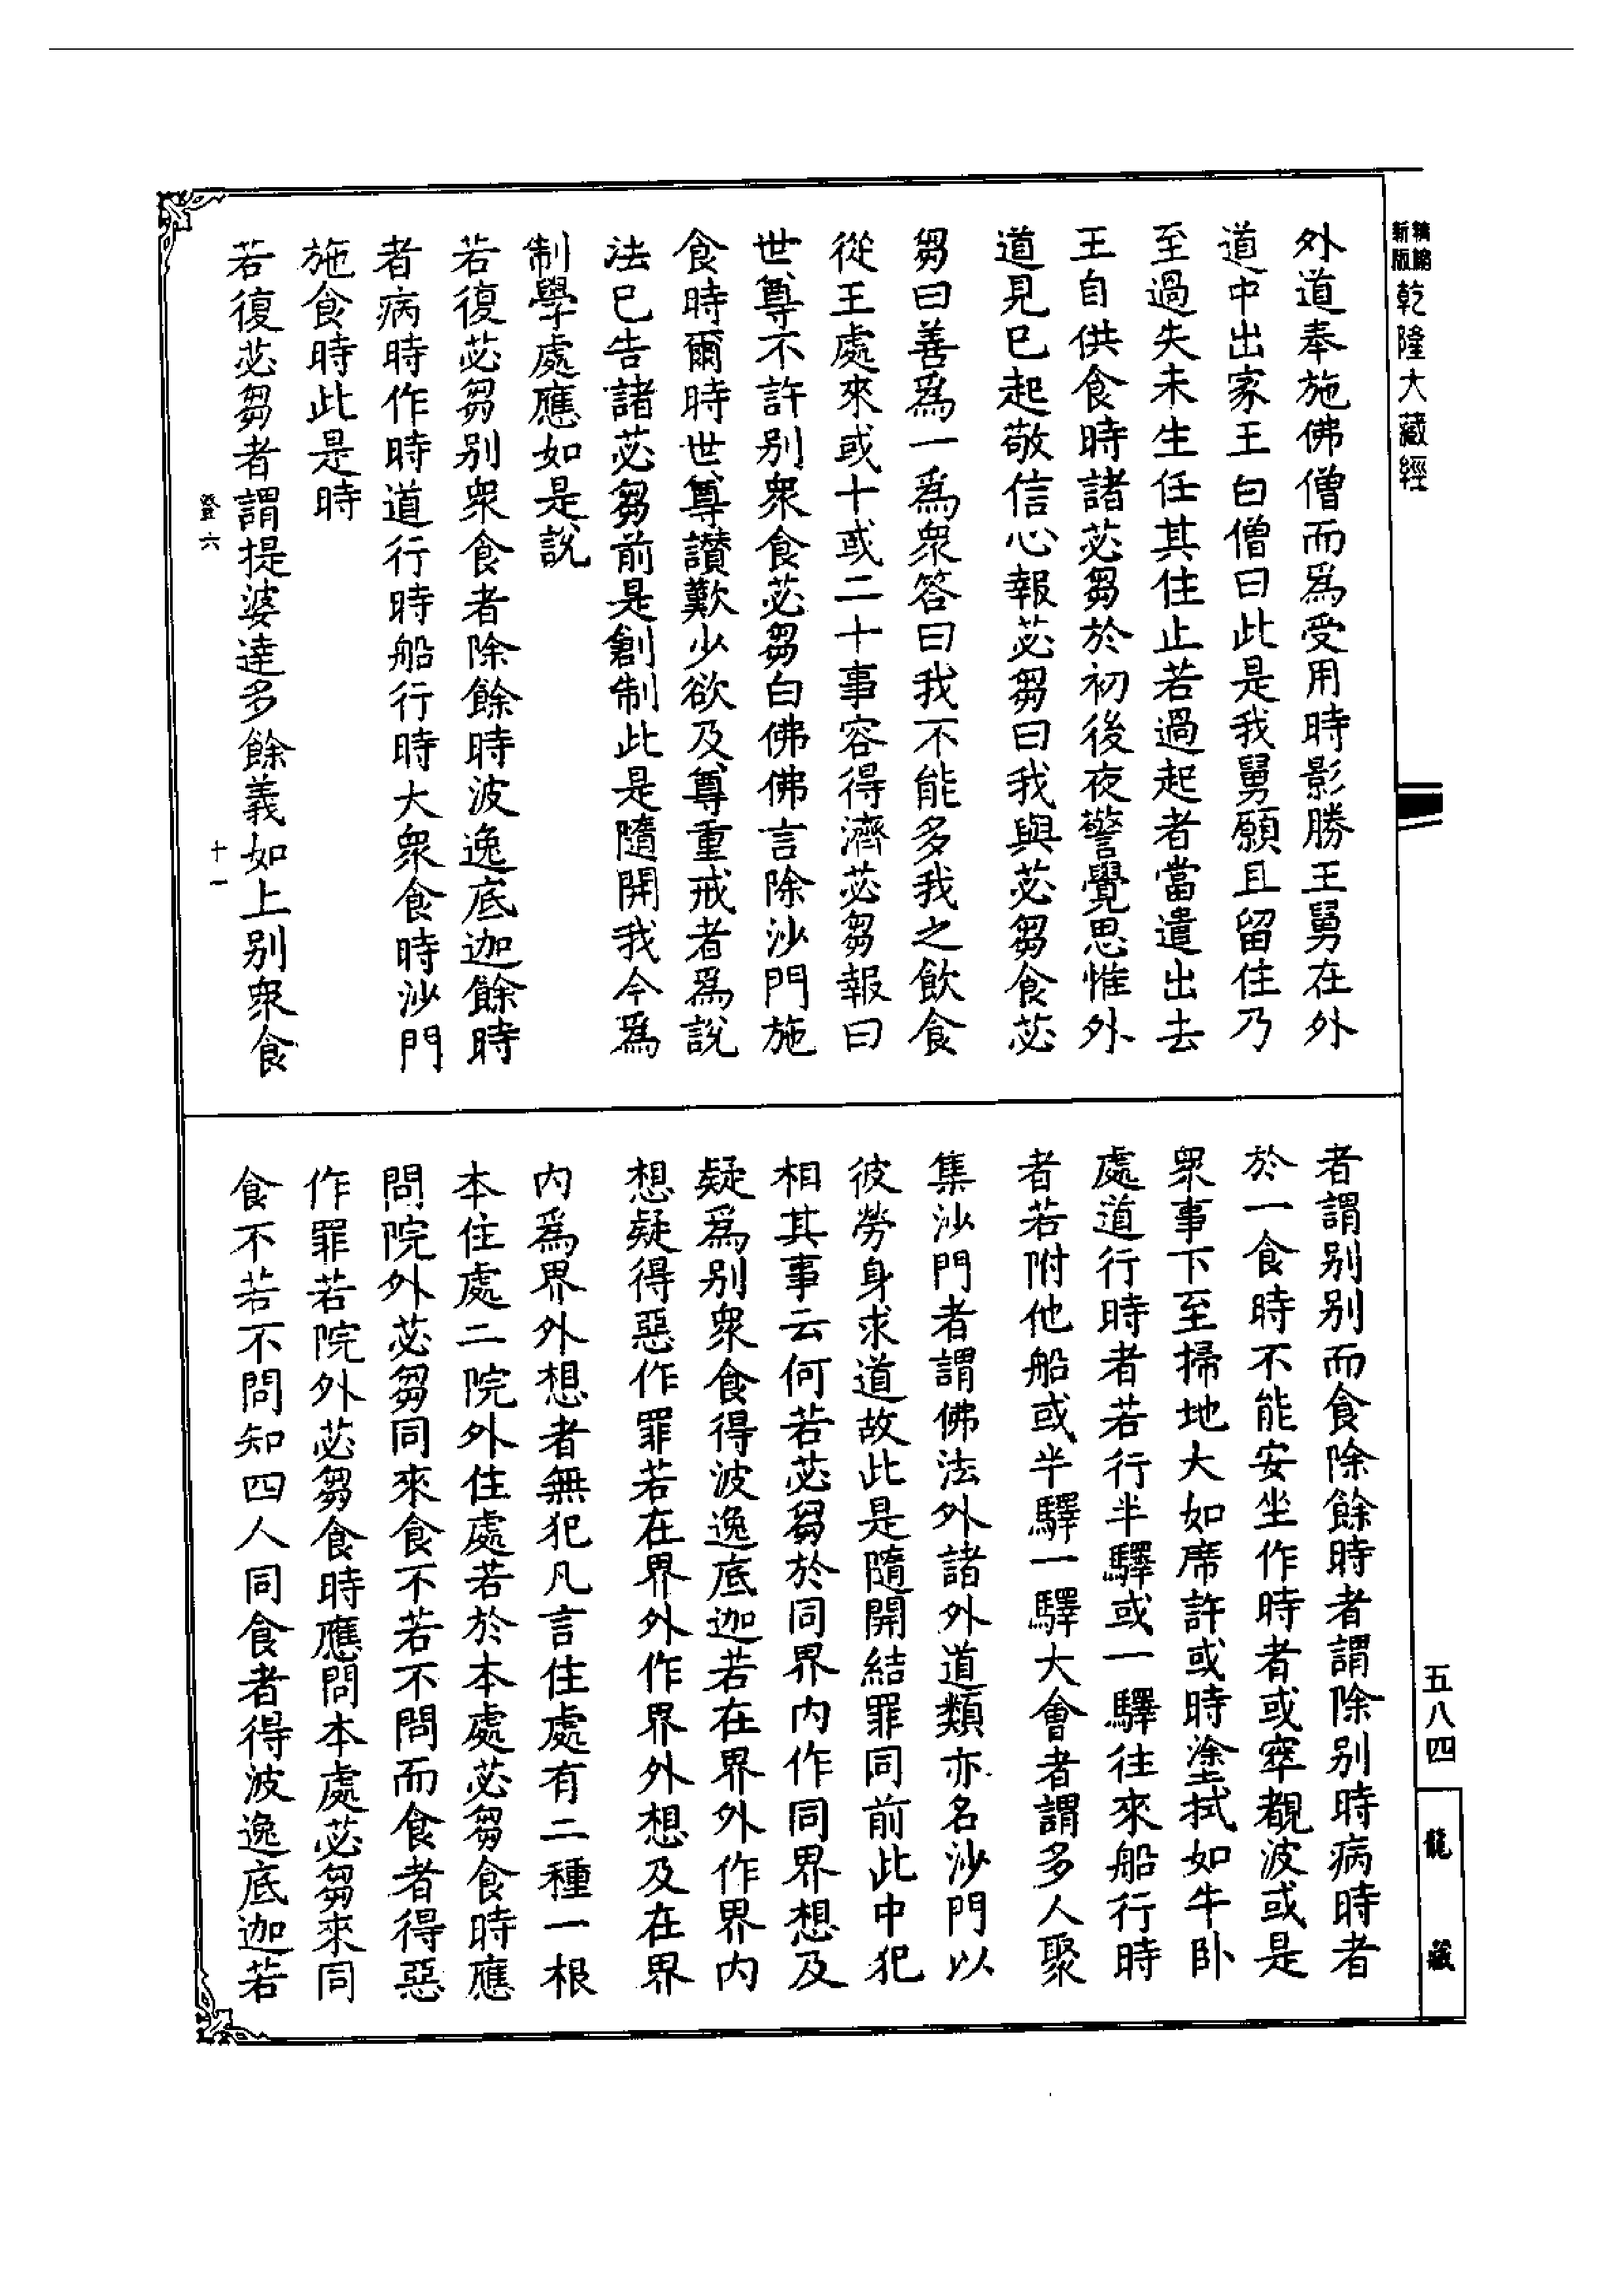 精縮新版乾隆大藏經
外道奉施佛僧而爲受用時影勝王舅在外
道中出家王白僧曰此是我舅願且留住乃
至過失未生任其住止若過起者當遣出去
王自供食時諸苾芻於初後夜警覺思惟外
道見已起敬信心報苾芻曰我與苾芻食苾
芻曰善爲一爲衆答曰我不能多我之飲食
從王處來或十或二十事容得濟苾芻報曰
世尊不許別衆食苾芻白佛佛言除沙門施
食時爾時世尊讃歎少欲及尊重戒者爲說
法已告諸苾芻前是創制此是隨開我今爲
制學處應如是說
若復苾芻別衆食者除餘時波逸底迦餘時
者病時作時道行時船行時大衆食時沙門
施食時此是時
若復苾芻者謂提婆達多餘義如上別衆食
登六
十一
者謂別別而食除餘時者謂除別時病時者
於一食時不能安坐作時者或窣覩波或是
衆事下至掃地大如席許或時塗拭如牛卧
處道行時者若行半驛或一驛往來船行時
者若附他船或半驛一驛大會者謂多人聚
集沙門者謂佛法外諸外道類亦名沙門以
彼勞身求道故此是隨開結罪同前此中犯
相其事云何若苾芻於同界内作同界想及
疑爲別衆食得波逸底迦若在界外作界内
想疑得惡作罪若在界外作界外想及在界
内爲界外想者無犯凡言住處有二種一根
本住處二院外住處若於本處苾芻食時應
問院外苾芻同來食不若不問而食者得惡
作罪若院外苾芻食時應問本處苾芻來同
食不若不問知四人同食者得波逸底迦若
五八四
龍藏